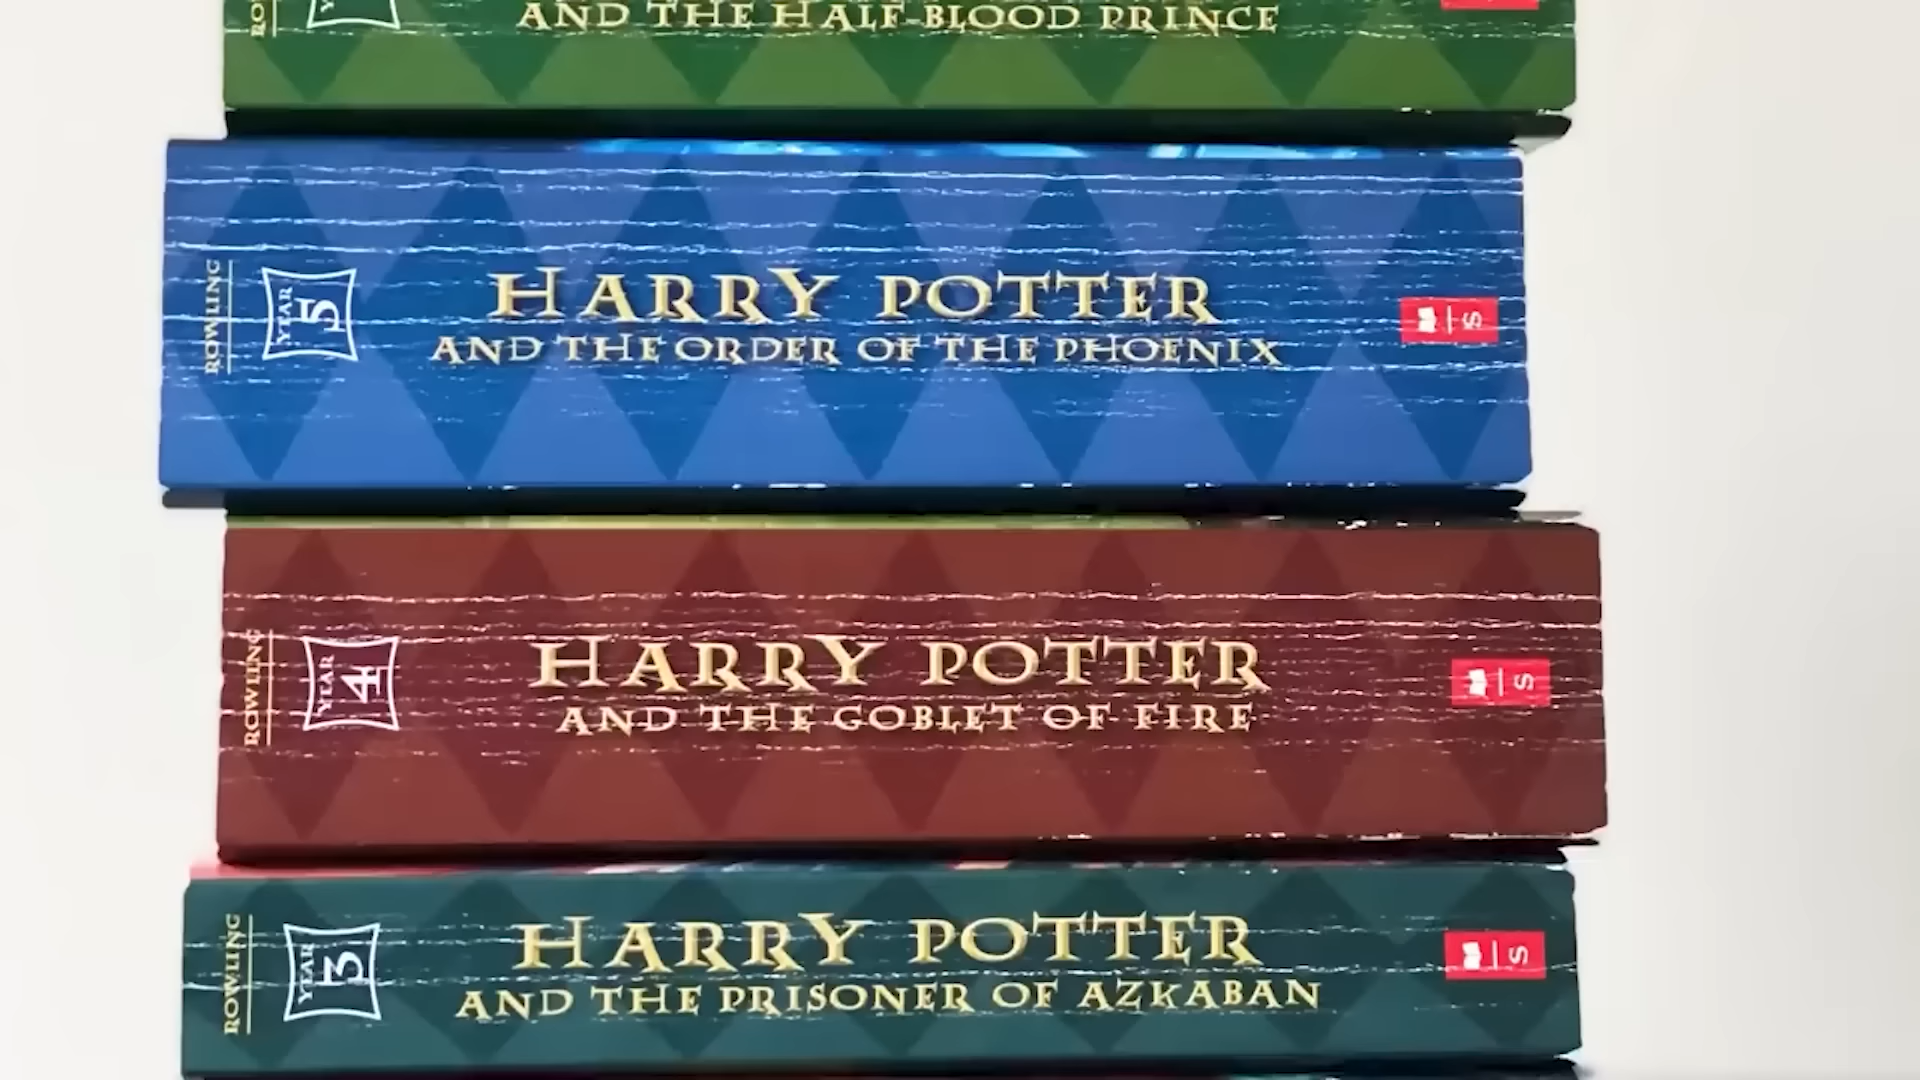 AND THE HALF-BLOOD PRINCE
ROWLING
YEAR
5
HARRY POTTER
AND THE ORDER OF THE PHOENIX
S
ROWLING
YEAR
4
HARRY POTTER
AND THE GOBLET OF FIRE
S
ROWLING
YEAR
3
HARRY POTTER
AND THE PRISONER OF AZKABAN
S